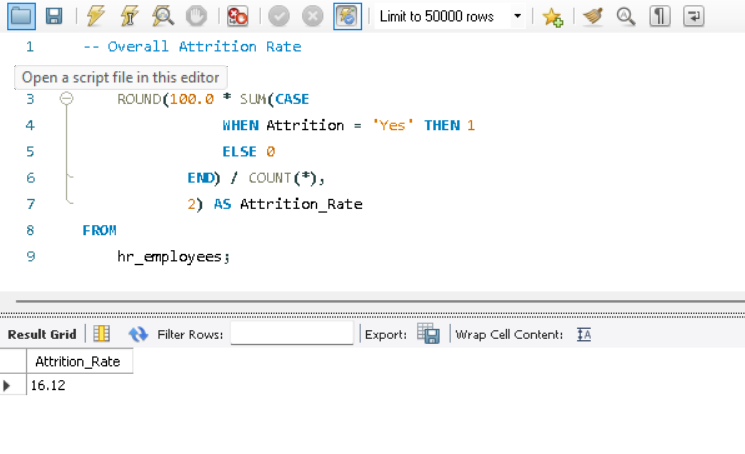 Limit to 50000 rows
1 -- Overall Attrition Rate
Open a script file in this editor
3 ROUND(100.0 * SUM(CASE
4 WHEN Attrition = 'Yes' THEN 1
5 ELSE 0
6 END) / COUNT(*),
7 2) AS Attrition_Rate
8 FROM
9 hr_employees;
Result Grid Filter Rows: Export: Wrap Cell Content: IA
Attrition_Rate
16.12